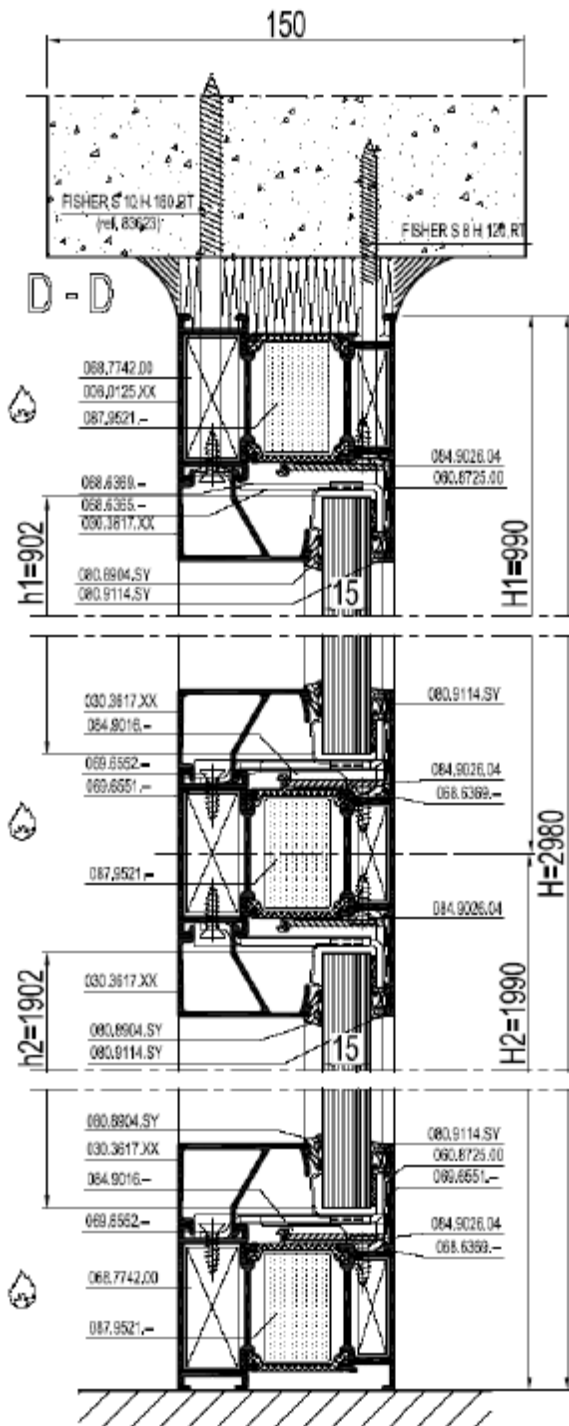 150
FISHER S 10 H 160 RT
(rell, 83623)
FISHER S 8 H 120 RT
D - D
068.7742.00
006.0125.XX
087.9521.–
084.9026.04
060.8725.00
068.6369.–
068.6365.–
030.3617.XX
h1=902
H1=990
080.8904.SY
080.9114.SY
15
030.3617.XX
084.9016.–
080.9114.SY
069.6552.–
069.6551.–
084.9026.04
068.6369.–
087.9521.–
084.9026.04
H=2980
030.3617.XX
h2=1902
H2=1990
080.8904.SY
080.9114.SY
15
080.8904.SY
030.3617.XX
084.9016.–
069.6552.–
080.9114.SY
060.8725.00
069.6551.–
084.9026.04
068.6369.–
068.7742.00
087.9521.–